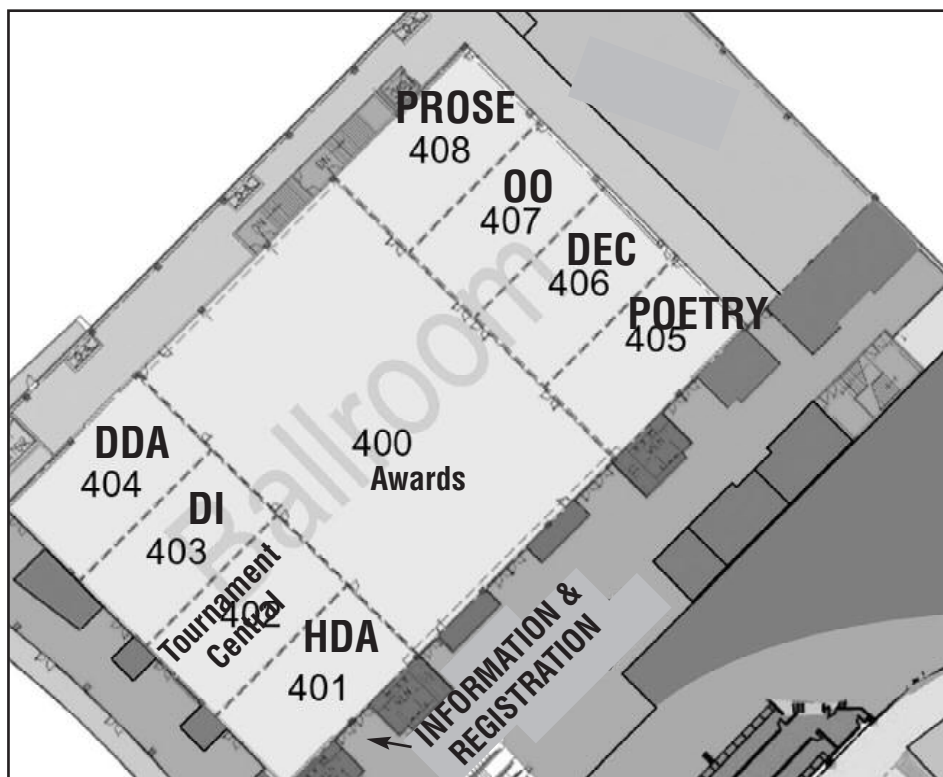 PROSE
408
OO
407
DEC
406
POETRY
405
Ballroom
400
Awards
DDA
404
DI
403
Tournament
Central
402
HDA
401
INFORMATION &
REGISTRATION